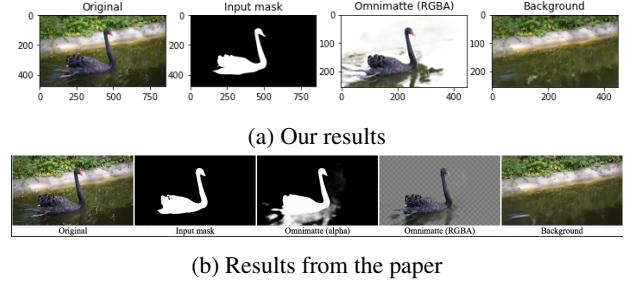 Original Input mask Omnimatte (RGBA) Background
0 0 0 0
200 100 100
200
400 200 200
0 250 500 750 0 250 500 750 0 200 400 0 200 400
(a) Our results
Original Input mask Omnimatte (alpha) Omnimatte (RGBA) Background
(b) Results from the paper